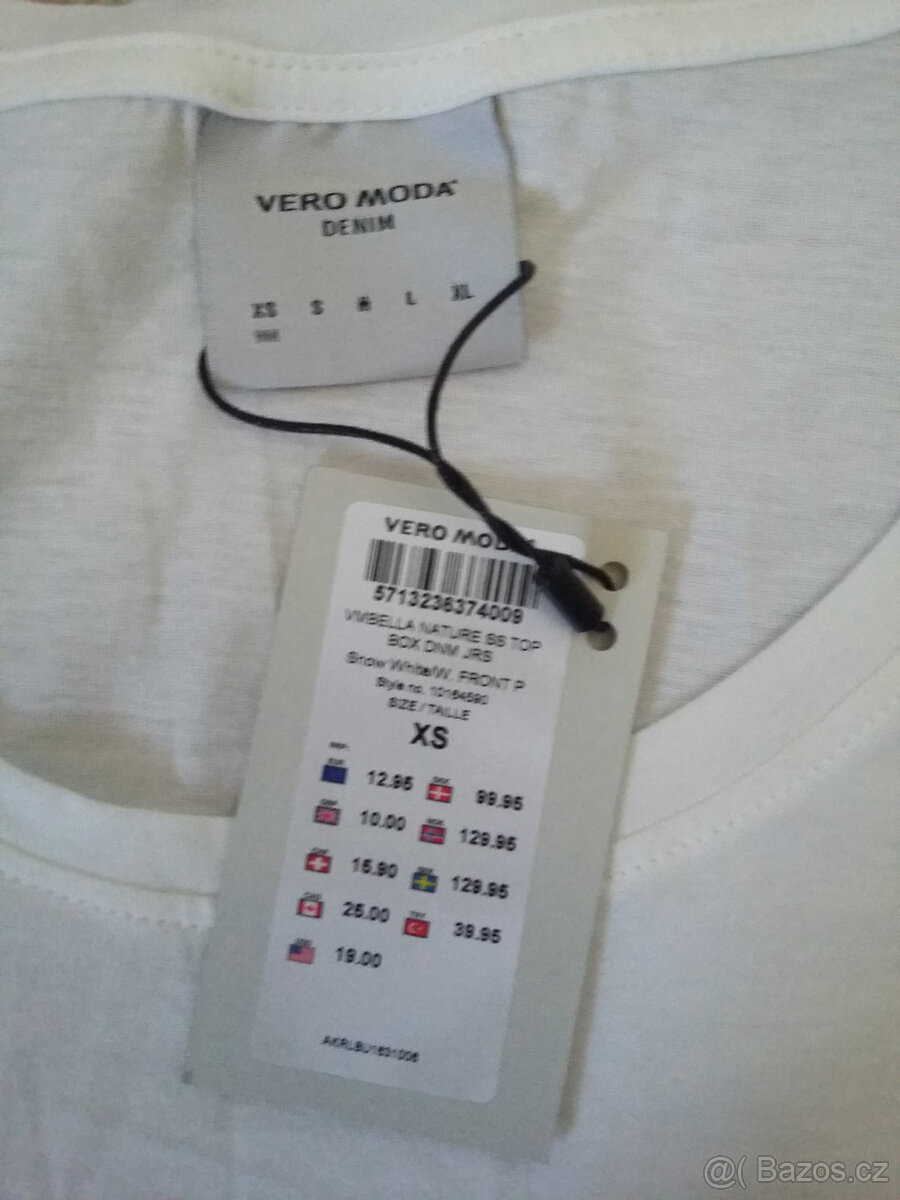 VERO MODA
DENIM
XS S M L XL
VERO MODA
5713236374009
VMBELLA NATURE SS TOP
BOX DNM JRS
Snow White/W. FRONT P
Style no. 10164690
SIZE / TAILLE
XS
EUR
12.95 99.95
10.00 129.95
15.90 129.95
25.00 39.95
19.00
@( Bazos.cz